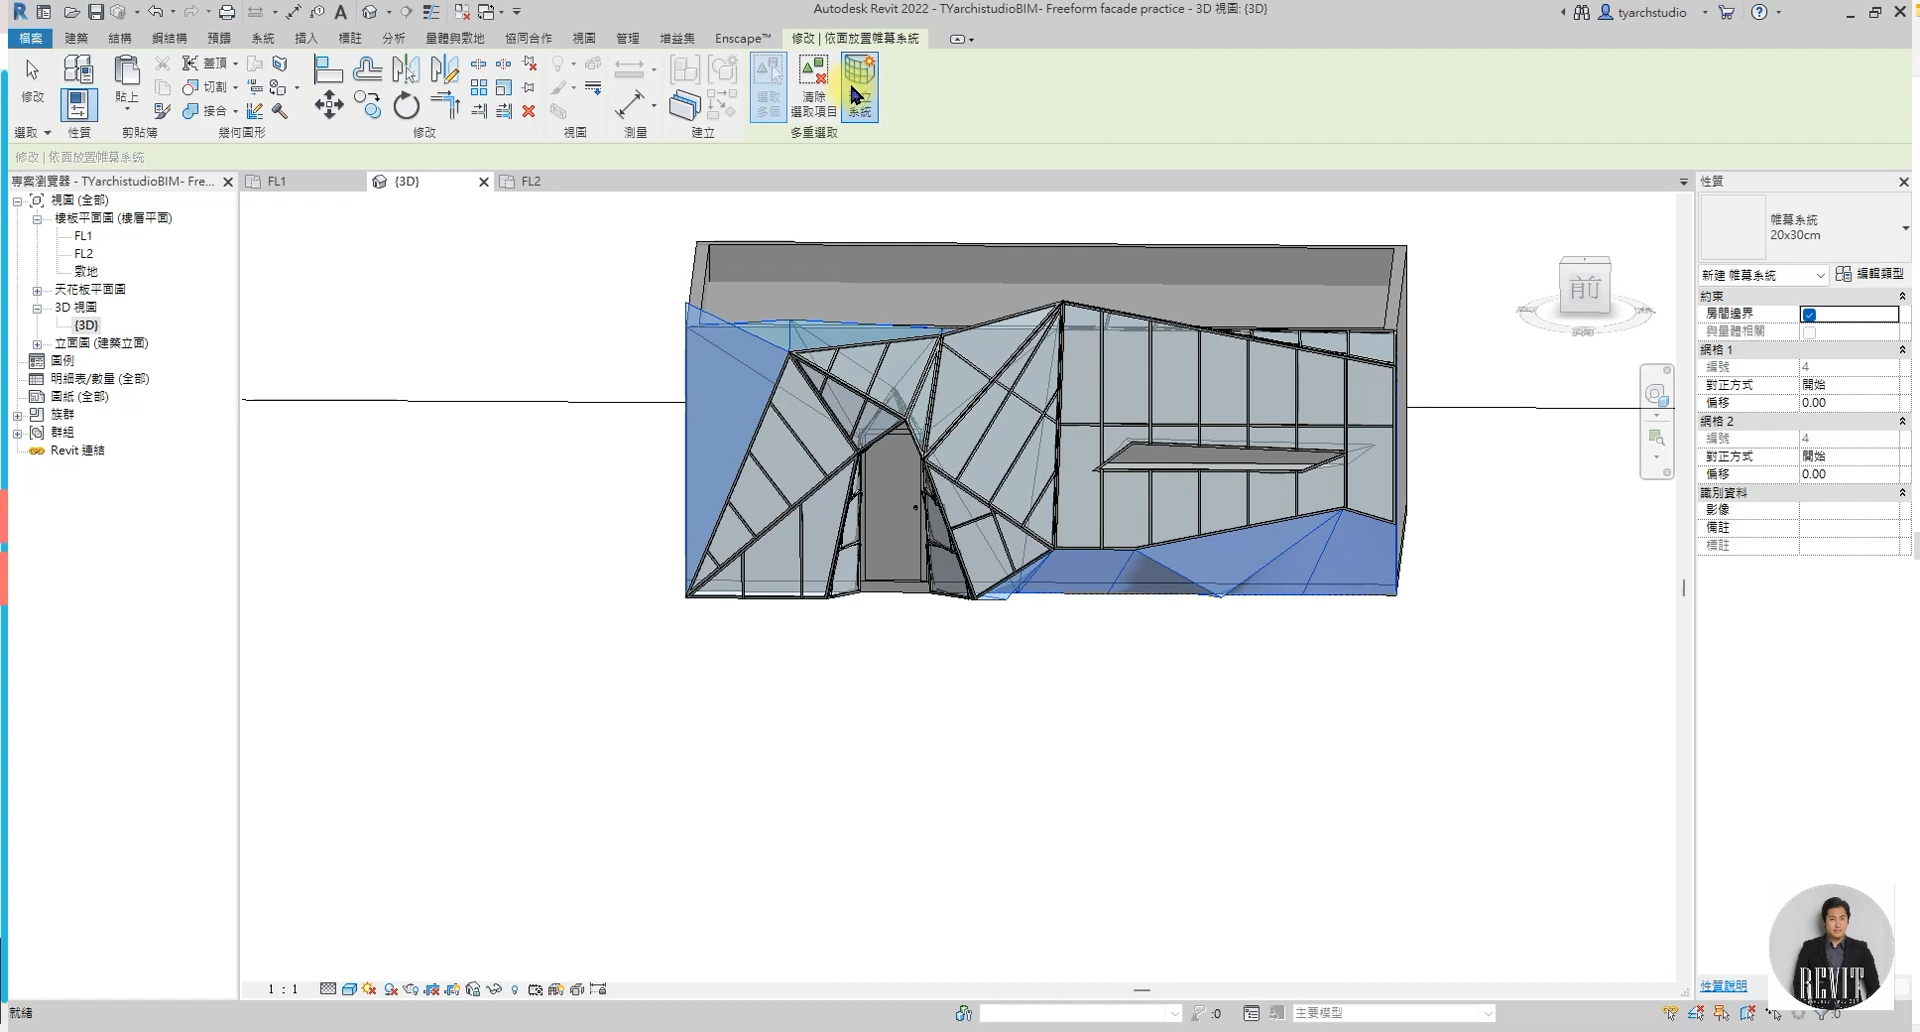 Autodesk Revit 2022 - TYarchistudioBIM- Freeform facade practice - 3D 視圖: {3D}
tyarchstudio
檔案 建築 結構 鋼結構 預鑄 系統 插入 標註 分析 量體與敷地 協同合作 視圖 管理 增益集 Enscape™ 修改 | 依面放置帷幕系統
修改
貼上
蓋頂
切割
接合
選取
多個
清除
選取項目
系統
選取 性質 剪貼簿 幾何圖形 修改 視圖 測量 建立 多重選取
修改 | 依面放置帷幕系統
專案瀏覽器 - TYarchistudioBIM- Fre...
FL1 {3D} FL2
性質
視圖 (全部)
樓板平面圖 (樓層平面)
FL1
FL2
敷地
天花板平面圖
3D 視圖
{3D}
立面圖 (建築立面)
圖例
明細表/數量 (全部)
圖紙 (全部)
族群
群組
Revit 連結
前
帷幕系統
20x30cm
新建 帷幕系統 編輯類型
約束
房間邊界
與量體相關
網格 1
編號 4
對正方式 開始
偏移 0.00
網格 2
編號 4
對正方式 開始
偏移 0.00
識別資料
影像
備註
標註
性質說明
REVIT
1 : 1
就緒
:0
主要模型
:0